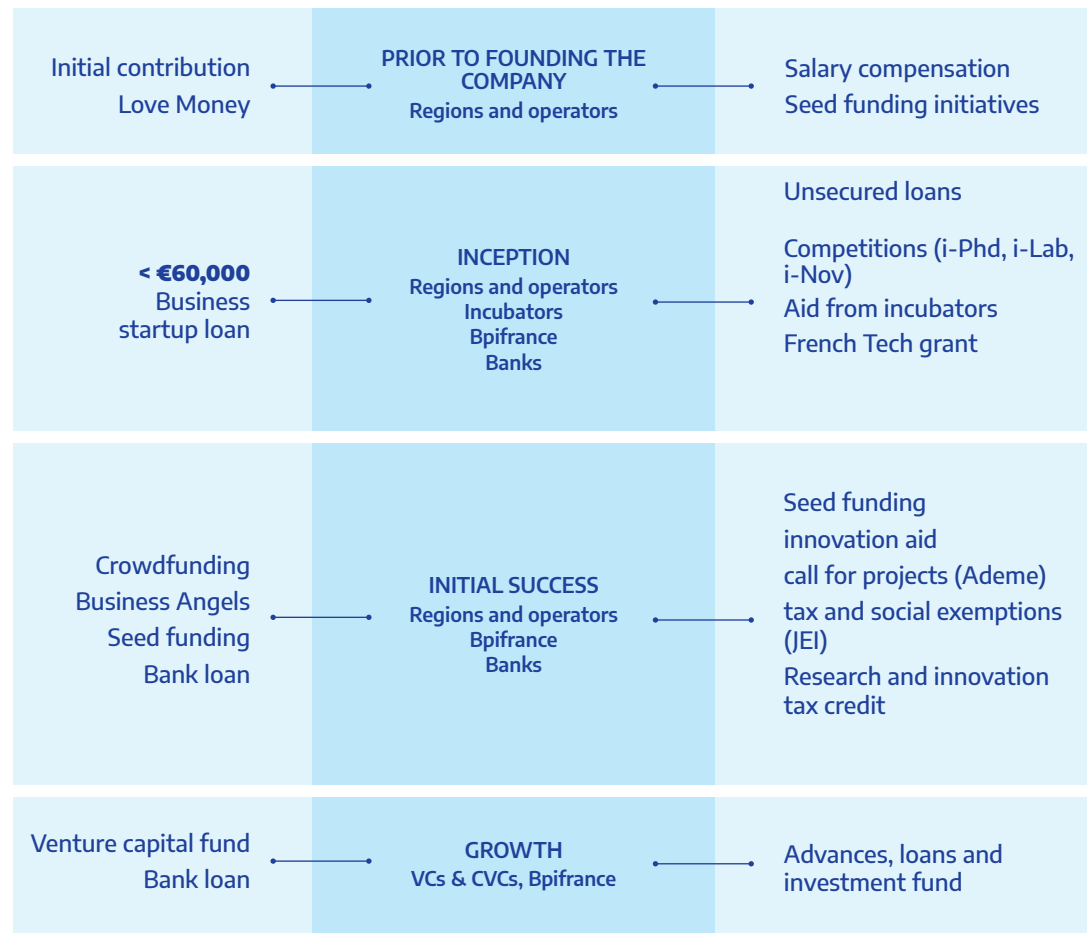 Initial contribution
Love Money
PRIOR TO FOUNDING THE
COMPANY
Regions and operators
Salary compensation
Seed funding initiatives
< €60,000
Business
startup loan
INCEPTION
Regions and operators
Incubators
Bpifrance
Banks
Unsecured loans
Competitions (i-Phd, i-Lab,
i-Nov)
Aid from incubators
French Tech grant
Crowdfunding
Business Angels
Seed funding
Bank loan
INITIAL SUCCESS
Regions and operators
Bpifrance
Banks
Seed funding
innovation aid
call for projects (Ademe)
tax and social exemptions
(JEI)
Research and innovation
tax credit
Venture capital fund
Bank loan
GROWTH
VCs & CVCs, Bpifrance
Advances, loans and
investment fund